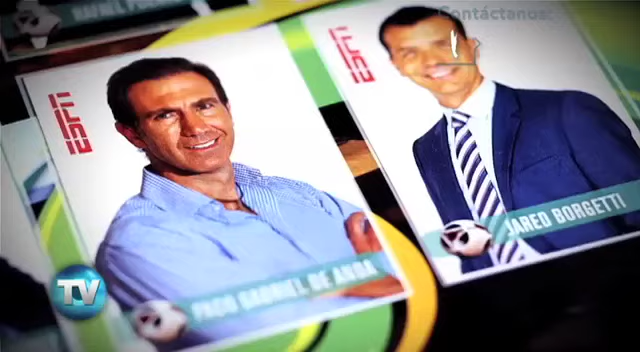 Contáctanos:
ESPN
ESPN
JARED BORGETTI
PACO GABRIEL DE ANDA
TV